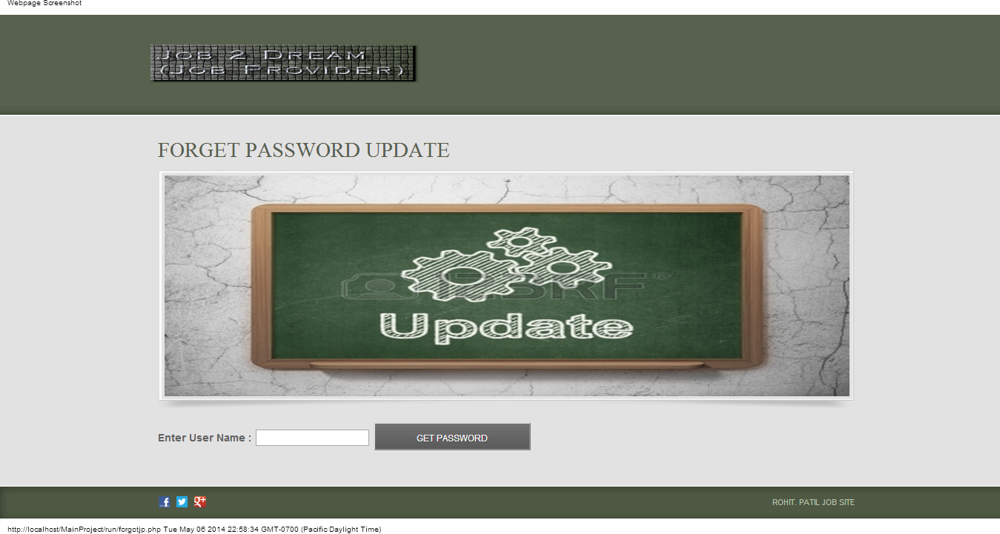 Webpage Screenshot
Job 2 Dream
(Job Provider)
FORGET PASSWORD UPDATE
123RF®
Update
Enter User Name :
GET PASSWORD
ROHIT. PATIL JOB SITE
http://localhost/MainProject/run/forgotjp.php Tue May 06 2014 22:58:34 GMT-0700 (Pacific Daylight Time)